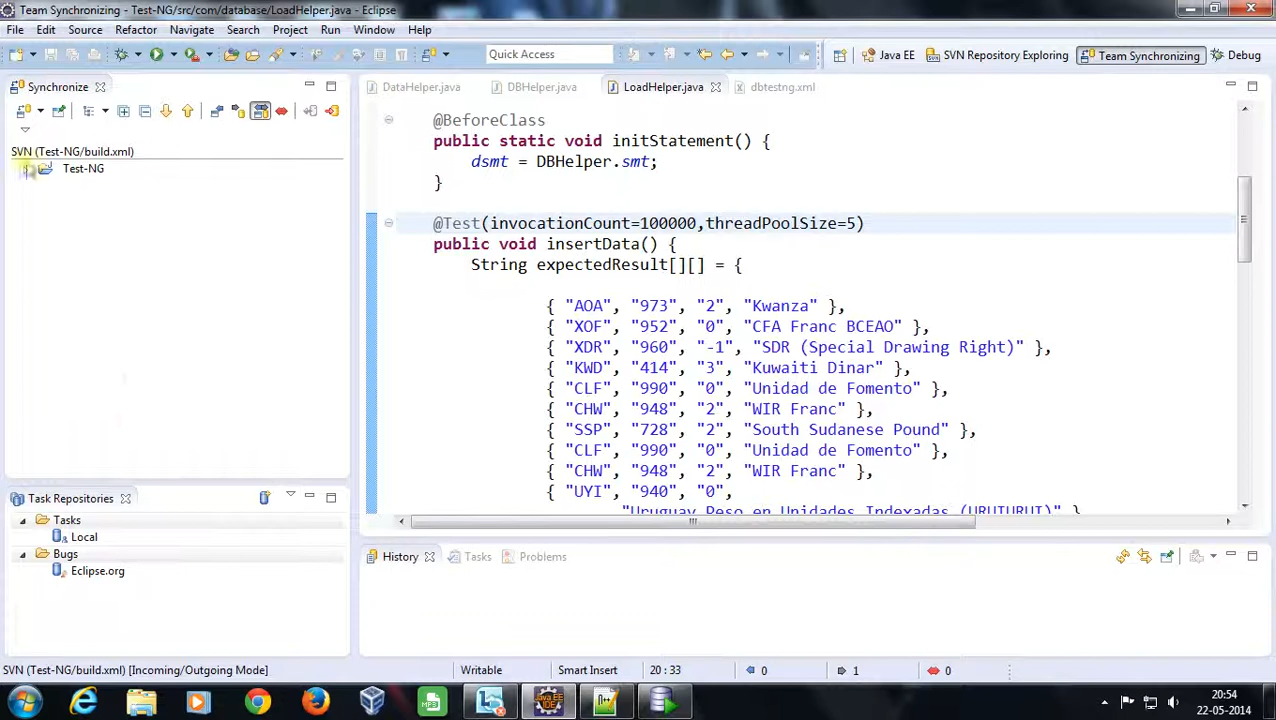 Team Synchronizing - Test-NG/src/com/database/LoadHelper.java - Eclipse
File Edit Source Refactor Navigate Search Project Run Window Help
Quick Access
Java EE
SVN Repository Exploring
Team Synchronizing
Debug
Synchronize
SVN (Test-NG/build.xml)
Test-NG
DataHelper.java
DBHelper.java
LoadHelper.java
dbtestng.xml
@BeforeClass
public static void initStatement() {
dsmt = DBHelper.smt;
}
@Test(invocationCount=100000,threadPoolSize=5)
public void insertData() {
String expectedResult[][] = {
{ "AOA", "973", "2", "Kwanza" },
{ "XOF", "952", "0", "CFA Franc BCEAO" },
{ "XDR", "960", "-1", "SDR (Special Drawing Right)" },
{ "KWD", "414", "3", "Kuwaiti Dinar" },
{ "CLF", "990", "0", "Unidad de Fomento" },
{ "CHW", "948", "2", "WIR Franc" },
{ "SSP", "728", "2", "South Sudanese Pound" },
{ "CLF", "990", "0", "Unidad de Fomento" },
{ "CHW", "948", "2", "WIR Franc" },
{ "UYI", "940", "0",
"Uruguay Peso en Unidades Indexadas (URUIURUI)" }
Task Repositories
Tasks
Local
Bugs
Eclipse.org
History
Tasks
Problems
SVN (Test-NG/build.xml) [Incoming/Outgoing Mode]
Writable
Smart Insert
20 : 33
0
1
0
20:54
22-05-2014